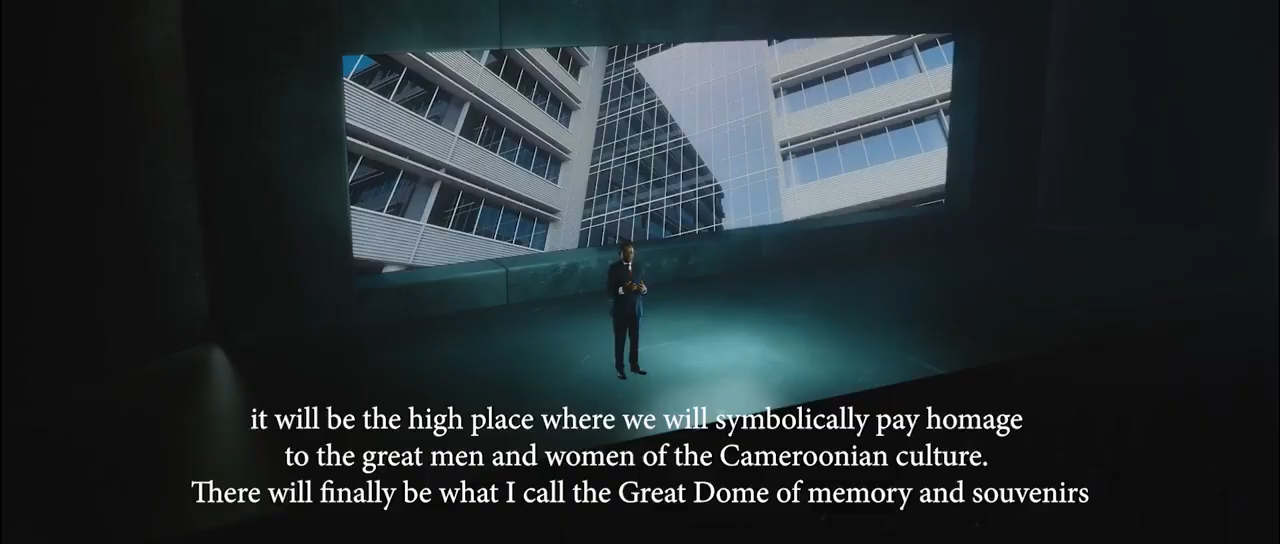 it will be the high place where we will symbolically pay homage
to the great men and women of the Cameroonian culture.
There will finally be what I call the Great Dome of memory and souvenirs